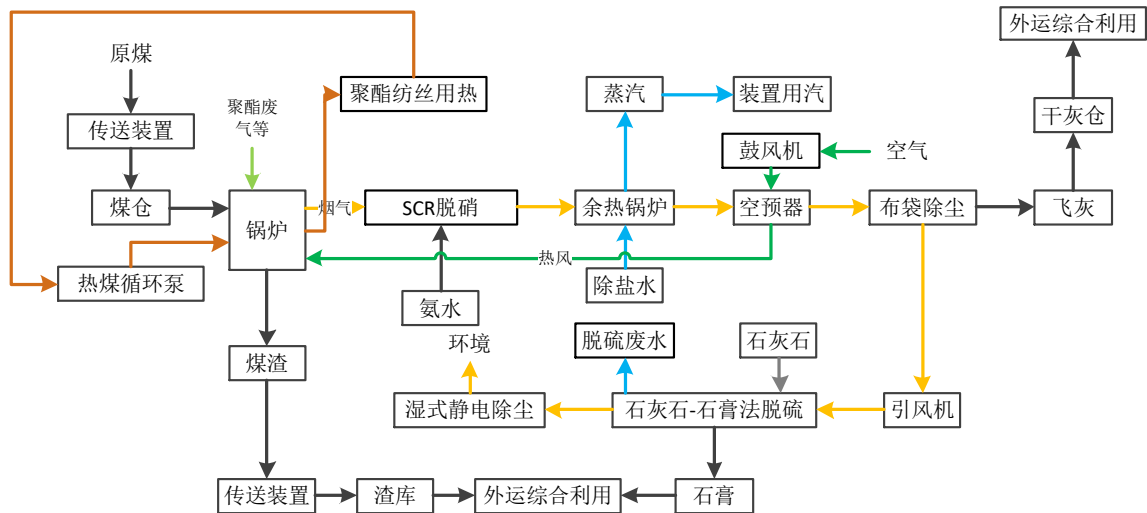 外运综合利用
原煤
聚酯纺丝用热
蒸汽
装置用汽
聚酯废
气等
传送装置
干灰仓
鼓风机
空气
煤仓
锅炉
烟气
SCR脱硝
余热锅炉
空预器
布袋除尘
飞灰
热风
热煤循环泵
氨水
除盐水
环境
脱硫废水
石灰石
煤渣
湿式静电除尘
石灰石-石膏法脱硫
引风机
传送装置
渣库
外运综合利用
石膏